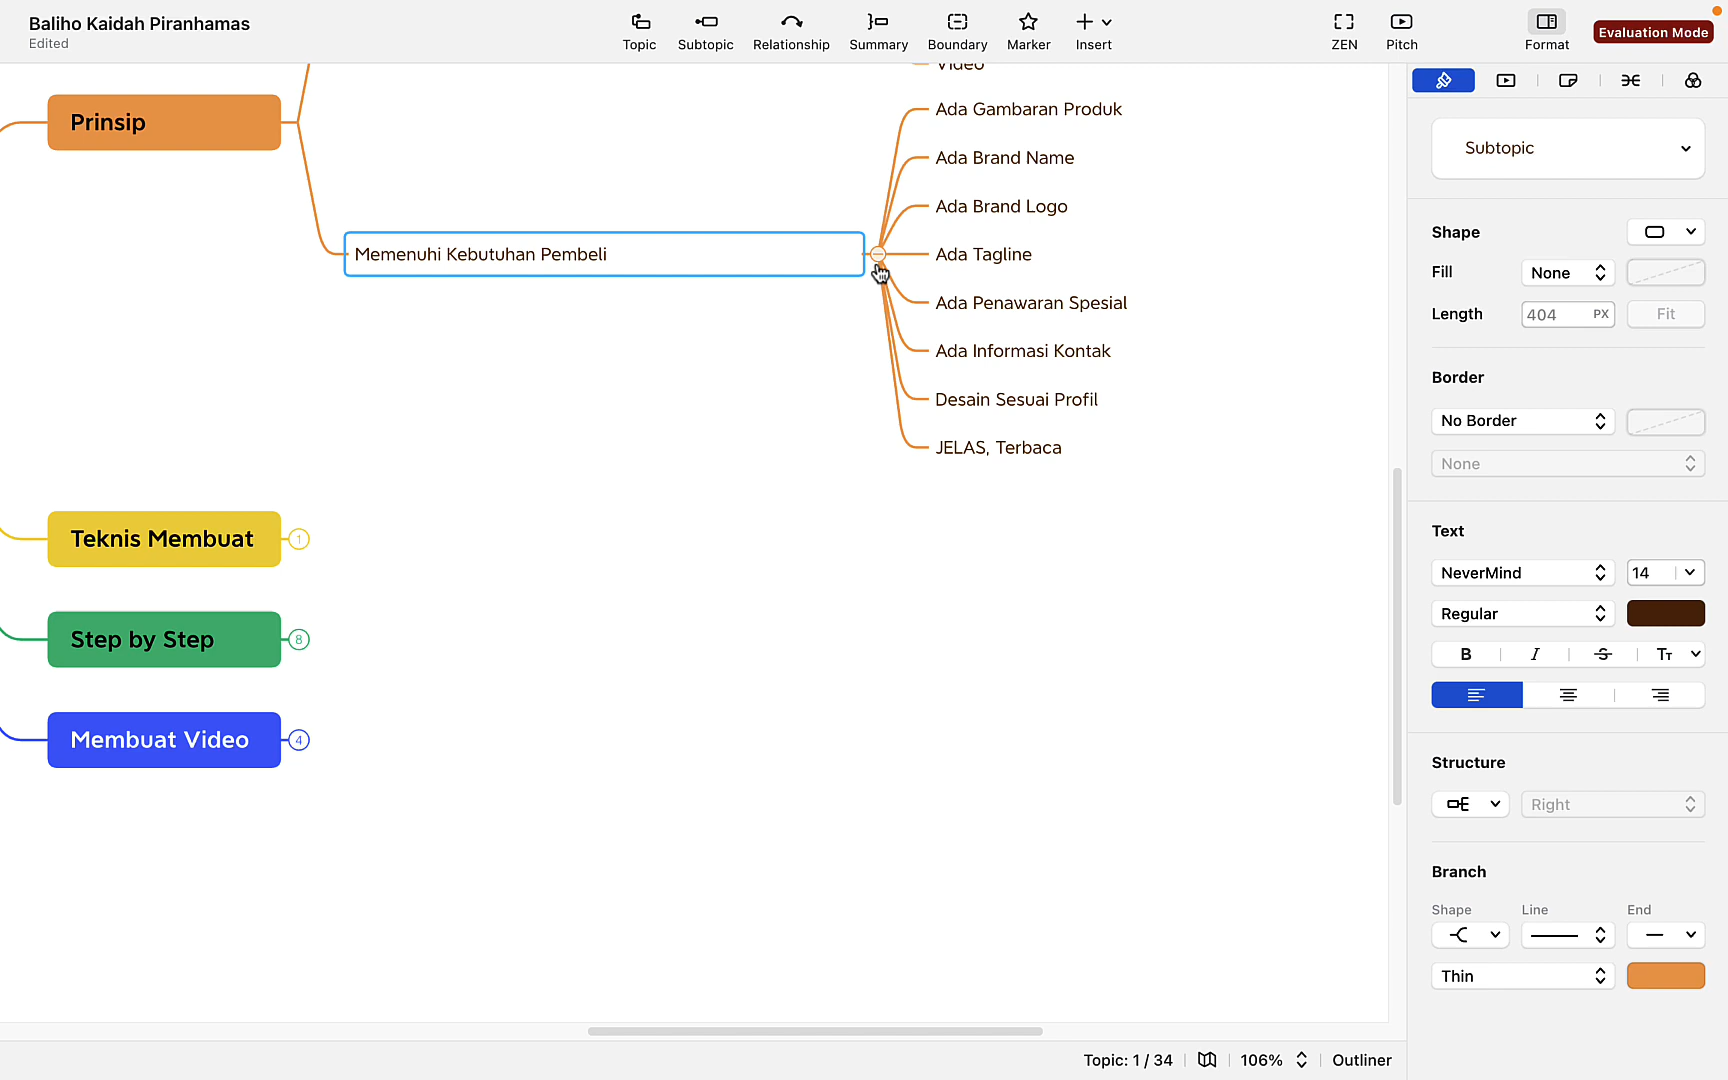 Baliho Kaidah Piranhamas
Edited
Topic
Subtopic
Relationship
Summary
Boundary
Marker
Insert
ZEN
Pitch
Format
Evaluation Mode
Video
Prinsip
Ada Gambaran Produk
Ada Brand Name
Ada Brand Logo
Memenuhi Kebutuhan Pembeli
Ada Tagline
Ada Penawaran Spesial
Ada Informasi Kontak
Desain Sesuai Profil
JELAS, Terbaca
Teknis Membuat
1
Step by Step
8
Membuat Video
4
Subtopic
Shape
Fill
None
Length
404 PX
Fit
Border
No Border
None
Text
NeverMind
14
Regular
B I S TT
Structure
Right
Branch
Shape
Line
End
Thin
Topic: 1 / 34
106%
Outliner